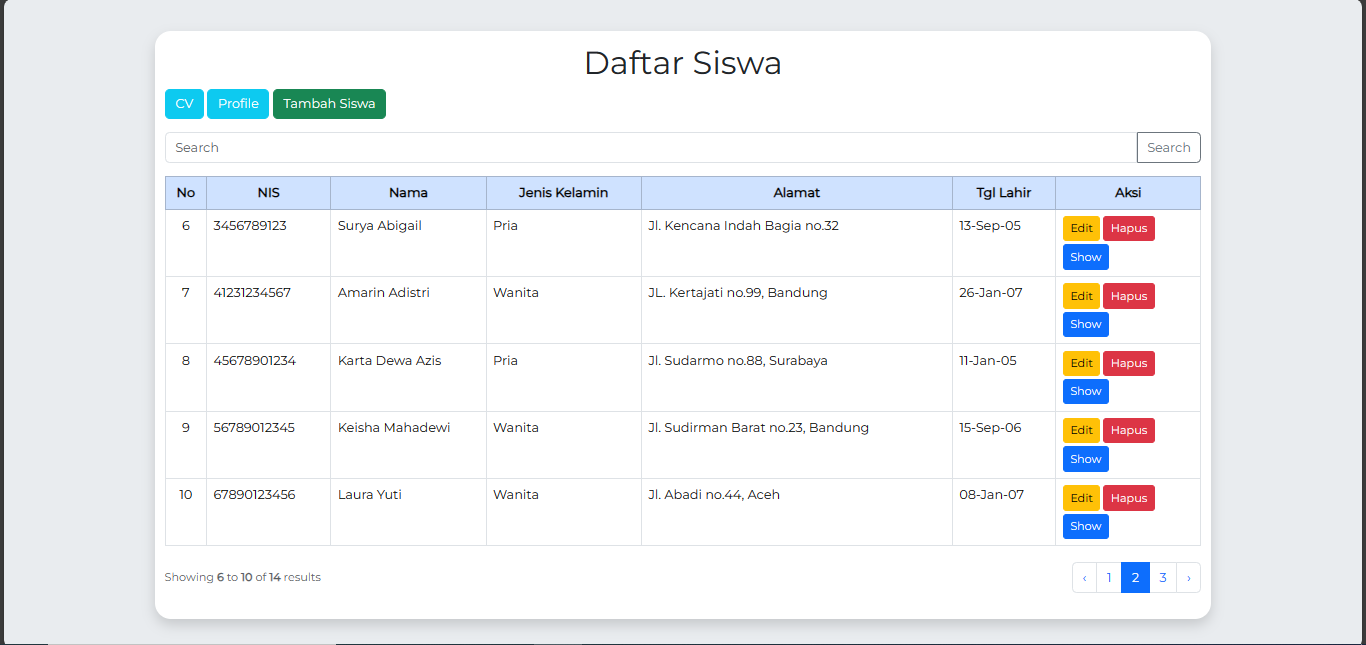 Daftar Siswa
CV Profile Tambah Siswa
Search Search
No NIS Nama Jenis Kelamin Alamat Tgl Lahir Aksi
6 3456789123 Surya Abigail Pria Jl. Kencana Indah Bagia no.32 13-Sep-05 Edit Hapus
Show
7 41231234567 Amarin Adistri Wanita JL. Kertajati no.99, Bandung 26-Jan-07 Edit Hapus
Show
8 45678901234 Karta Dewa Azis Pria Jl. Sudarmo no.88, Surabaya 11-Jan-05 Edit Hapus
Show
9 56789012345 Keisha Mahadewi Wanita Jl. Sudirman Barat no.23, Bandung 15-Sep-06 Edit Hapus
Show
10 67890123456 Laura Yuti Wanita Jl. Abadi no.44, Aceh 08-Jan-07 Edit Hapus
Show
Showing 6 to 10 of 14 results ‹ 1 2 3 ›